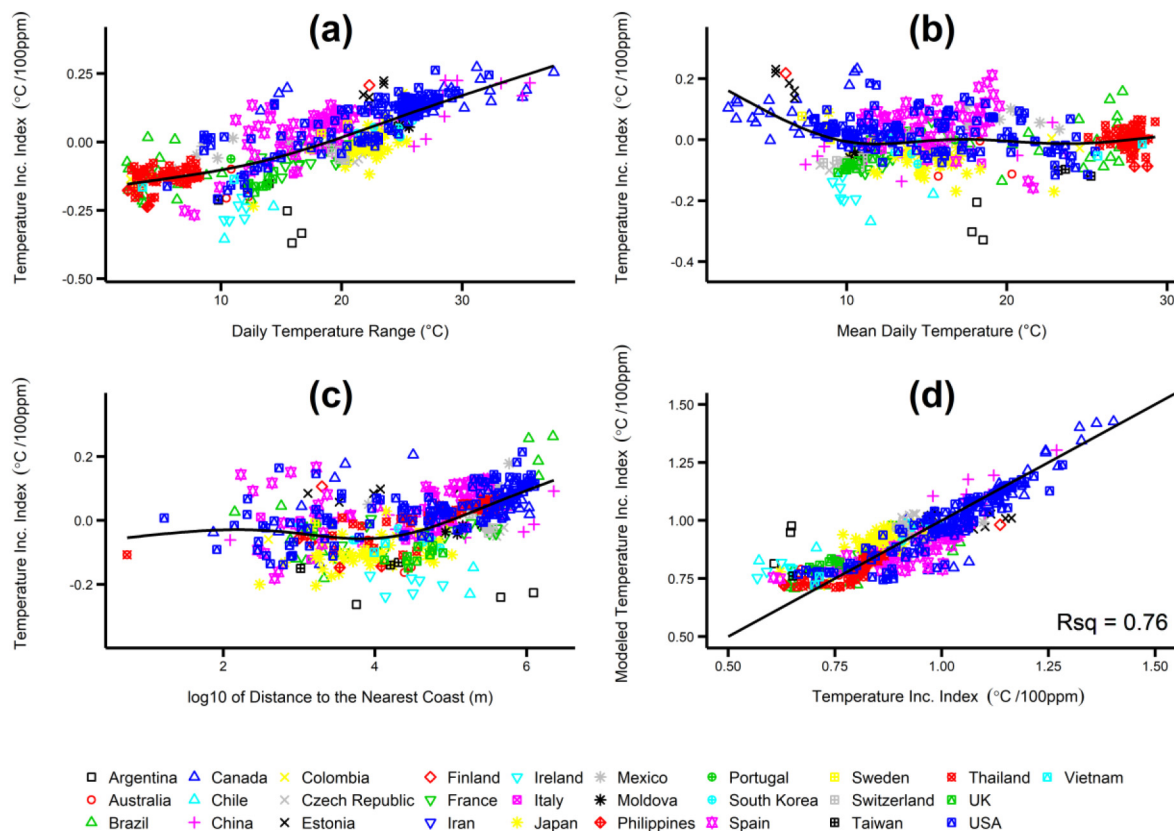 (a)
Temperature Inc. Index (°C /100ppm)
0.25
0.00
-0.25
-0.50
10
20
30
Daily Temperature Range (°C)
(b)
Temperature Inc. Index (°C /100ppm)
0.2
0.0
-0.2
-0.4
10
20
30
Mean Daily Temperature (°C)
(c)
Temperature Inc. Index (°C /100ppm)
0.2
0.0
-0.2
2
4
6
log10 of Distance to the Nearest Coast (m)
(d)
Modeled Temperature Inc. Index (°C /100ppm)
1.50
1.25
1.00
0.75
0.50
Rsq = 0.76
0.50
0.75
1.00
1.25
1.50
Temperature Inc. Index (°C /100ppm)
Argentina Canada Colombia Finland Ireland Mexico Portugal Sweden Thailand Vietnam
Australia Chile Czech Republic France Italy Moldova South Korea Switzerland UK
Brazil China Estonia Iran Japan Philippines Spain Taiwan USA